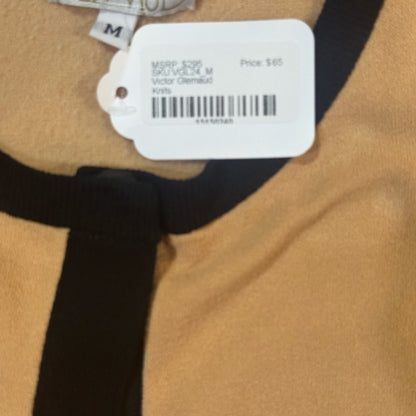 M
MSRP: $295 Price: $65
SKU:VGL24_M
Victor Glemaud
Knits